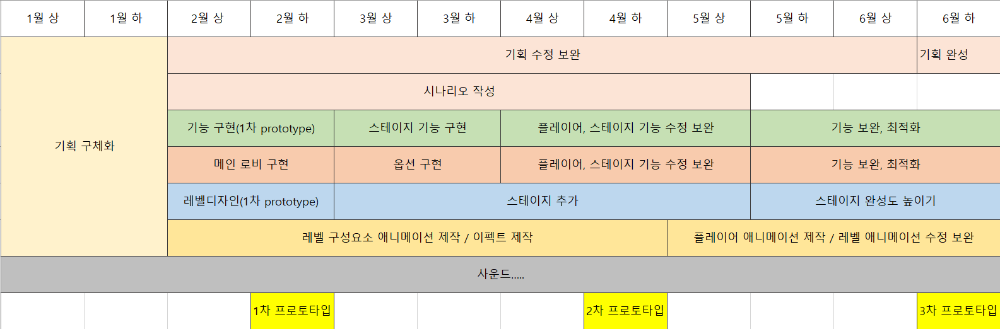 1월 상
1월 하
2월 상
2월 하
3월 상
3월 하
4월 상
4월 하
5월 상
5월 하
6월 상
6월 하
기획 구체화
기획 수정 보완
기획 완성
시나리오 작성
기능 구현(1차 prototype)
스테이지 기능 구현
플레이어, 스테이지 기능 수정 보완
기능 보완, 최적화
메인 로비 구현
옵션 구현
플레이어, 스테이지 기능 수정 보완
기능 보완, 최적화
레벨디자인(1차 prototype)
스테이지 추가
스테이지 완성도 높이기
레벨 구성요소 애니메이션 제작 / 이펙트 제작
플레이어 애니메이션 제작 / 레벨 애니메이션 수정 보완
사운드.....
1차 프로토타입
2차 프로토타입
3차 프로토타입